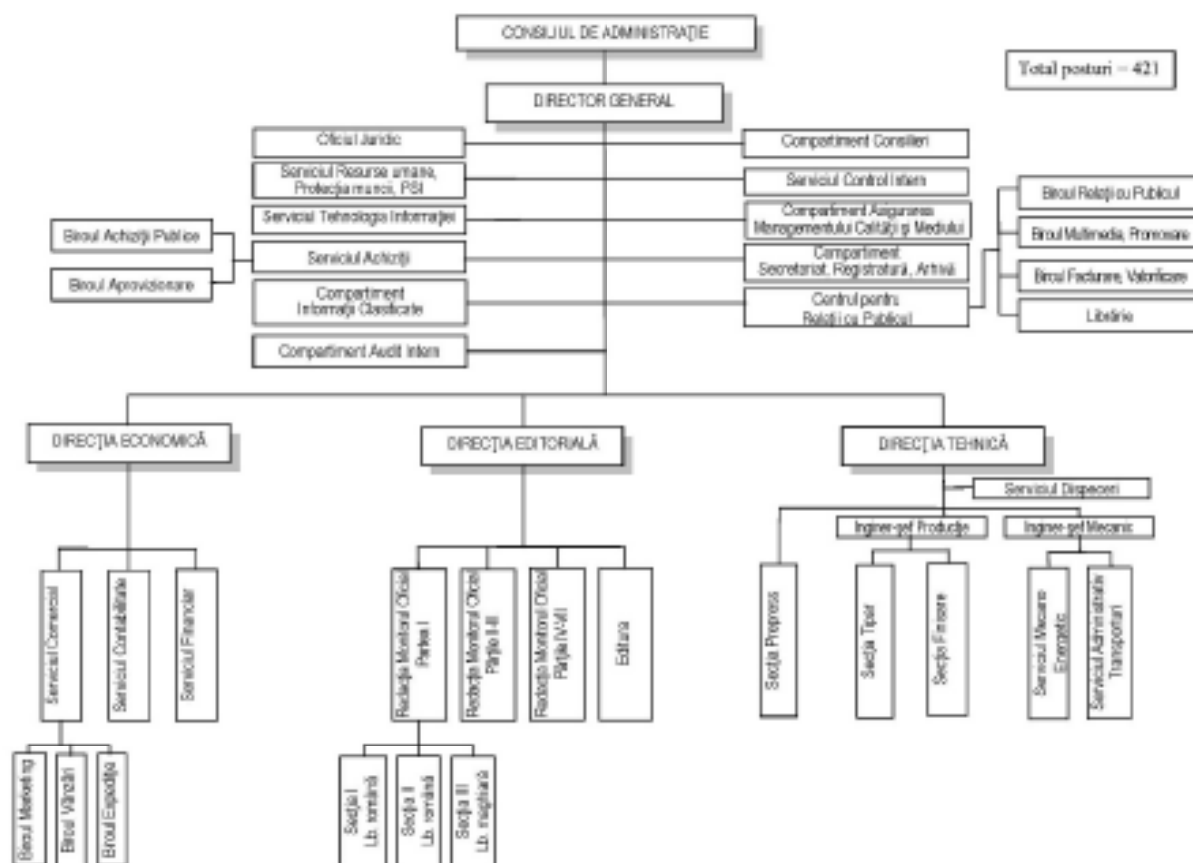 CONSILIUL DE ADMINISTRAȚIE
Total posturi = 421
DIRECTOR GENERAL
Oficiul Juridic
Compartiment Consilieri
Serviciul Resurse umane,
Protecția muncii, PSI
Serviciul Control Intern
Biroul Relații cu Publicul
Serviciul Tehnologia Informației
Compartiment Asigurarea
Managementului Calității și Mediului
Biroul Achiziții Publice
Biroul Multimedia, Promovare
Serviciul Achiziții
Compartiment
Secretariat, Registratură, Arhivă
Biroul Aprovizionare
Biroul Facturare, Valorificare
Compartiment
Informații Clasificate
Centrul pentru
Relații cu Publicul
Librărie
Compartiment Audit Intern
DIRECȚIA ECONOMICĂ
DIRECȚIA EDITORIALĂ
DIRECȚIA TEHNICĂ
Serviciul Dispeceri
Inginer-șef Producție
Inginer-șef Mecanic
Serviciul Comercial
Serviciul Contabilitate
Serviciul Financiar
Redacția Monitorul Oficial
Partea I
Redacția Monitorul Oficial
Părțile II-III
Redacția Monitorul Oficial
Părțile IV-VII
Editura
Secția Prepress
Secția Tipar
Secția Finisare
Serviciul Mecano
Energetic
Serviciul Administrativ
Transporturi
Biroul Marketing
Biroul Vânzări
Biroul Expediție
Secția I
Lb. română
Secția II
Lb. română
Secția III
Lb. maghiară